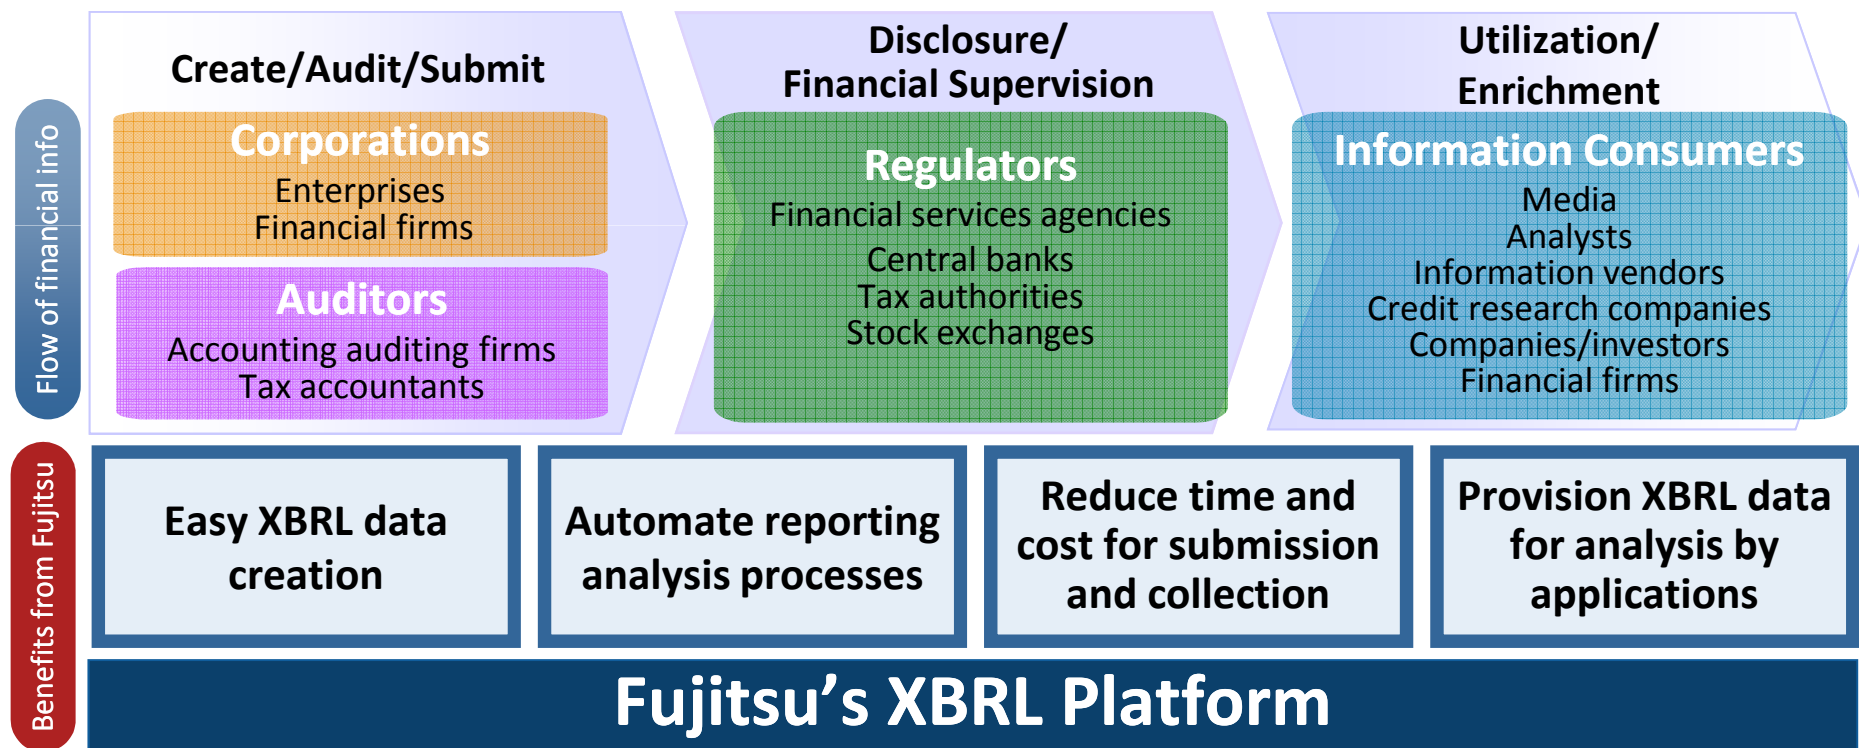 Flow of financial info
Create/Audit/Submit
Corporations
Enterprises
Financial firms
Auditors
Accounting auditing firms
Tax accountants
Disclosure/
Financial Supervision
Regulators
Financial services agencies
Central banks
Tax authorities
Stock exchanges
Utilization/
Enrichment
Information Consumers
Media
Analysts
Information vendors
Credit research companies
Companies/investors
Financial firms
Benefits from Fujitsu
Easy XBRL data
creation
Automate reporting
analysis processes
Reduce time and
cost for submission
and collection
Provision XBRL data
for analysis by
applications
Fujitsu’s XBRL Platform